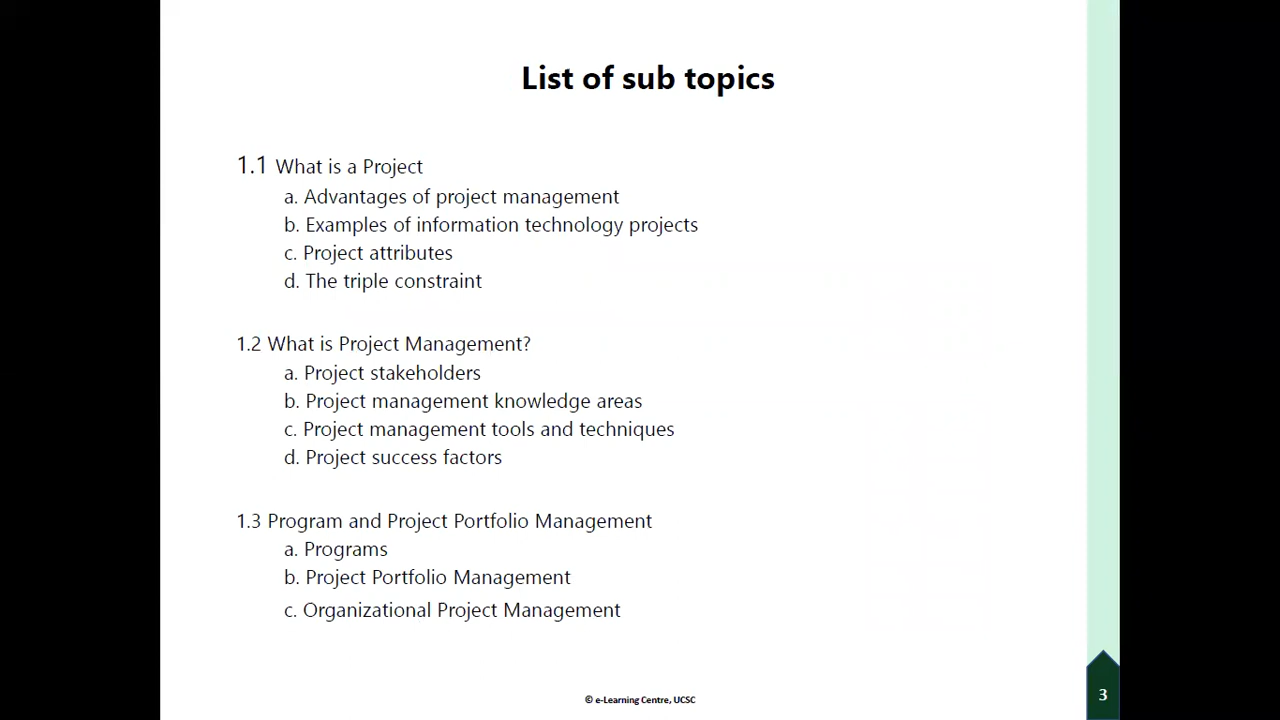 List of sub topics
1.1 What is a Project
a. Advantages of project management
b. Examples of information technology projects
c. Project attributes
d. The triple constraint
1.2 What is Project Management?
a. Project stakeholders
b. Project management knowledge areas
c. Project management tools and techniques
d. Project success factors
1.3 Program and Project Portfolio Management
a. Programs
b. Project Portfolio Management
c. Organizational Project Management
© e-Learning Centre, UCSC
3